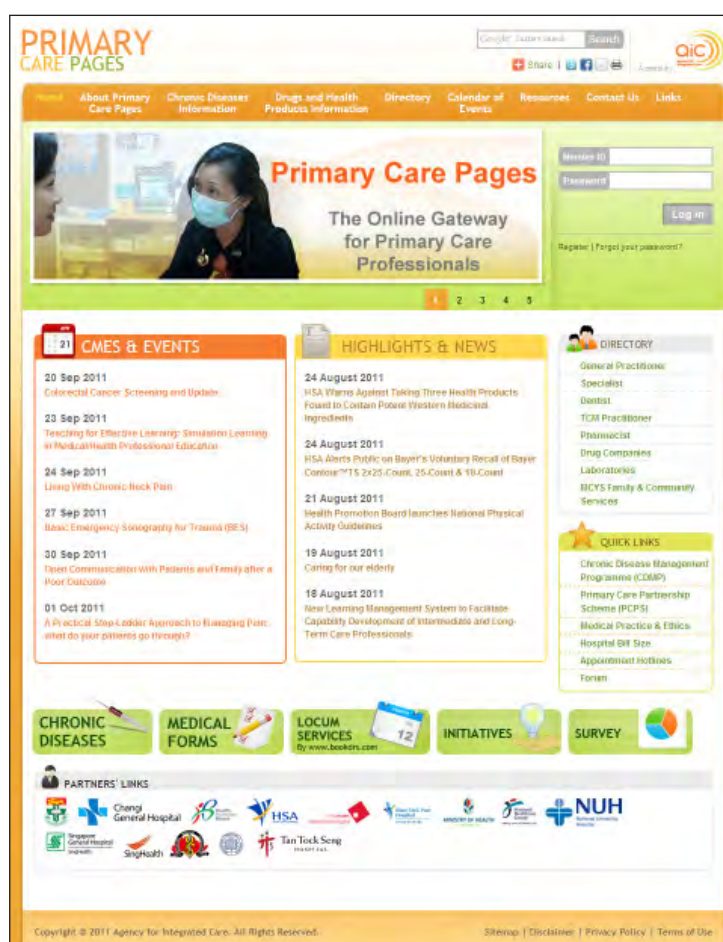 PRIMARY
CARE PAGES
Search
Share |
aic
Home
About Primary
Care Pages
Chronic Diseases
Information
Drugs and Health
Products Information
Directory
Calendar of
Events
Resources
Contact Us
Links
Primary Care Pages
The Online Gateway
for Primary Care
Professionals
Member ID
Password
Log in
Register | Forgot your password?
1 2 3 4 5
21
CMES & EVENTS
20 Sep 2011
Colorectal Cancer Screening and Update
23 Sep 2011
Teaching for Effective Learning: Simulation Learning
in Medical/Health Professional Education
24 Sep 2011
Living With Chronic Neck Pain
27 Sep 2011
Basic Emergency Sonography for Trauma (BES)
30 Sep 2011
Open Communication with Patients and Family after a
Poor Outcome
01 Oct 2011
A Practical Step-Ladder Approach to Managing Pain:
what do your patients go through?
HIGHLIGHTS & NEWS
24 August 2011
HSA Warns Against Taking Three Health Products
Found to Contain Potent Western Medicinal
Ingredients
24 August 2011
HSA Alerts Public on Bayer's Voluntary Recall of Bayer
Contour™TS 2x25-Count, 25-Count & 10-Count
21 August 2011
Health Promotion Board launches National Physical
Activity Guidelines
19 August 2011
Caring for our elderly
18 August 2011
New Learning Management System to Facilitate
Capability Development of Intermediate and Long-
Term Care Professionals
DIRECTORY
General Practitioner
Specialist
Dentist
TCM Practitioner
Pharmacist
Drug Companies
Laboratories
MCYS Family & Community
Services
QUICK LINKS
Chronic Disease Management
Programme (CDMP)
Primary Care Partnership
Scheme (PCPS)
Medical Practice & Ethics
Hospital Bill Size
Appointment Hotlines
Forum
CHRONIC
DISEASES
MEDICAL
FORMS
LOCUM
SERVICES
By www.bookdrs.com
12
INITIATIVES
SURVEY
PARTNERS' LINKS
Changi
General Hospital
HSA
MINISTRY OF HEALTH
NUH
National University
Hospital
Singapore
General Hospital
SingHealth
SingHealth
Tan Tock Seng
HOSPITAL
Copyright © 2011 Agency for Integrated Care. All Rights Reserved.
Sitemap | Disclaimer | Privacy Policy | Terms of Use